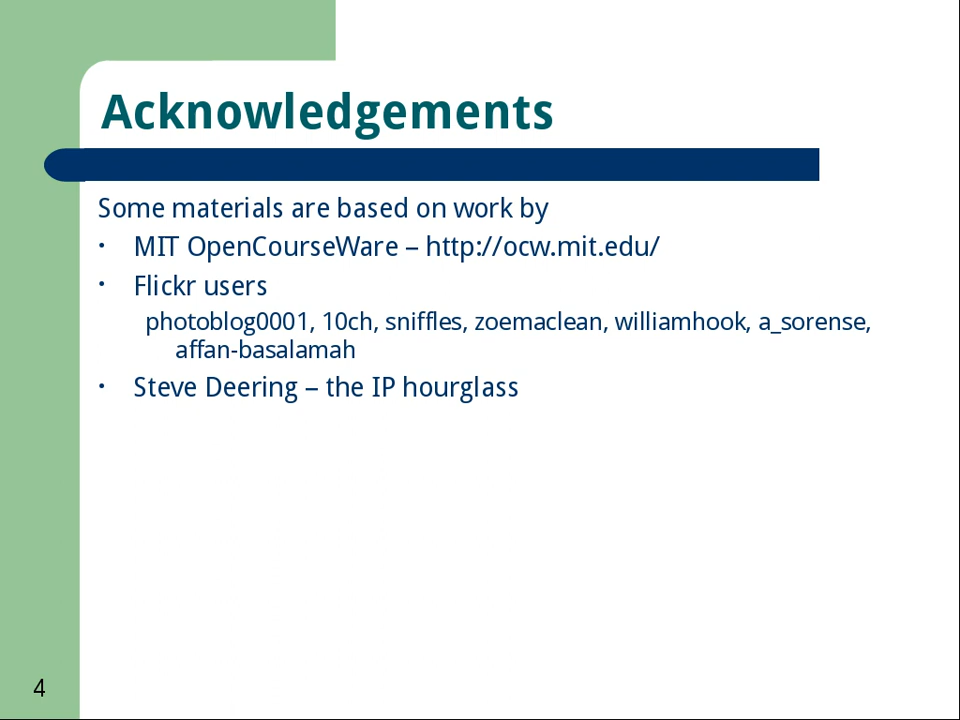 Acknowledgements
Some materials are based on work by
• MIT OpenCourseWare – http://ocw.mit.edu/
• Flickr users
photoblog0001, 10ch, sniffles, zoemaclean, williamhook, a_sorense,
affan-basalamah
• Steve Deering – the IP hourglass
4